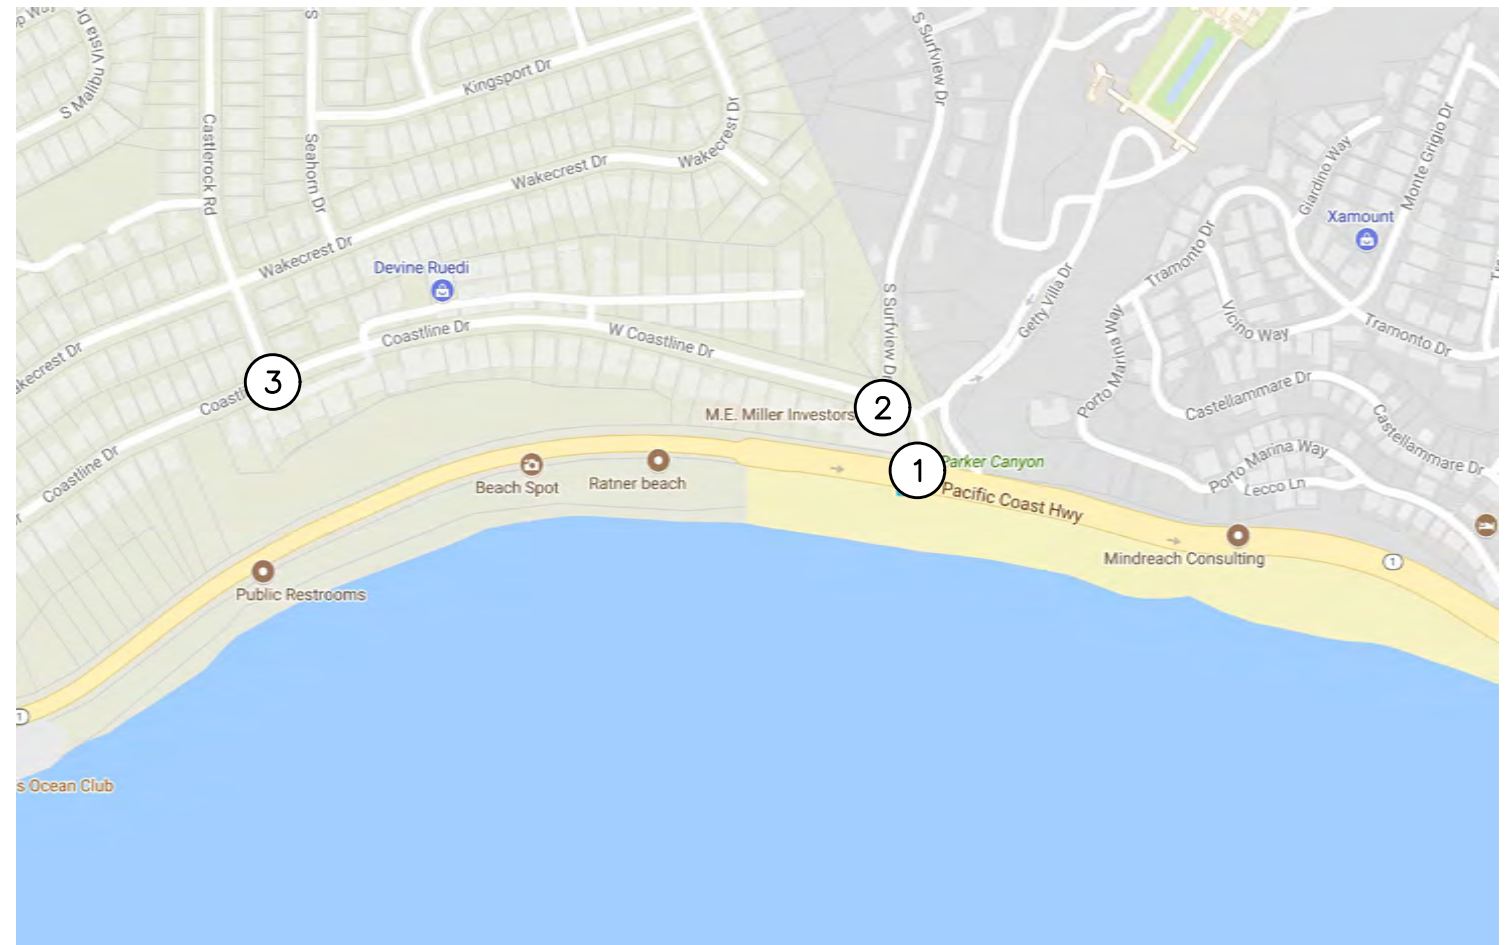 S Malibu Vista Dr
Castlerock Rd
S
Seahorn Dr
Kingsport Dr
Wakecrest Dr
Wakecrest Dr
Wakecrest Dr
S Surfview Dr
Giardino Way
Monte Grigio Dr
Xamount
Tramonto Dr
Devine Ruedi
Getty Villa Dr
S Surfview Dr
Vicino Way
Tramonto Dr
Porto Marina Way
Coastline Dr
W Coastline Dr
3
2
M.E. Miller Investors
Castellammare Dr
Castellammare Dr
Coastline Dr
1
Parker Canyon
Porto Marina Way
Lecco Ln
Beach Spot
Ratner beach
Pacific Coast Hwy
Mindreach Consulting
1
Public Restrooms
1
s Ocean Club